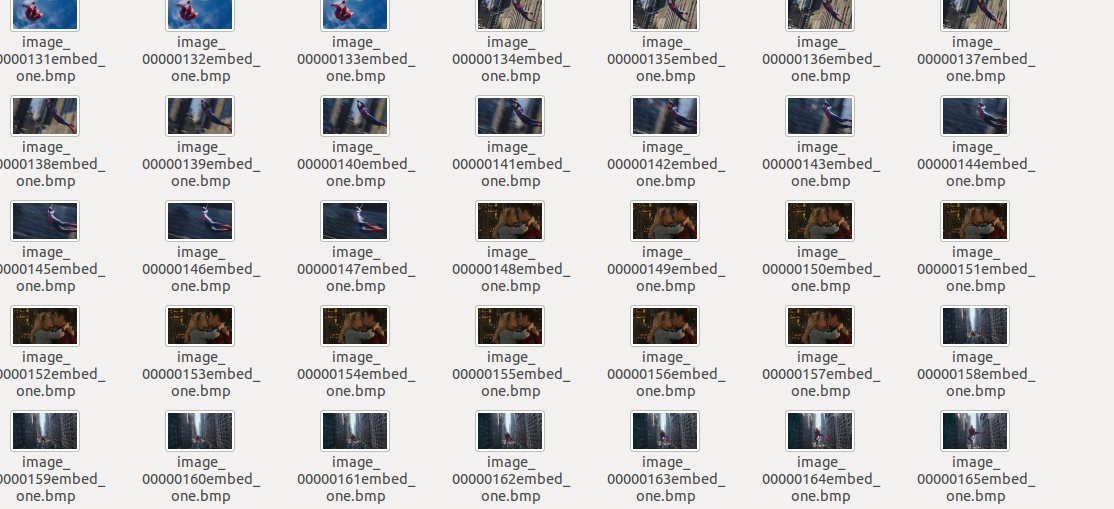 image_
0000131embed_
one.bmp
image_
00000132embed_
one.bmp
image_
00000133embed_
one.bmp
image_
00000134embed_
one.bmp
image_
00000135embed_
one.bmp
image_
00000136embed_
one.bmp
image_
00000137embed_
one.bmp
image_
0000138embed_
one.bmp
image_
00000139embed_
one.bmp
image_
00000140embed_
one.bmp
image_
00000141embed_
one.bmp
image_
00000142embed_
one.bmp
image_
00000143embed_
one.bmp
image_
00000144embed_
one.bmp
image_
0000145embed_
one.bmp
image_
00000146embed_
one.bmp
image_
00000147embed_
one.bmp
image_
00000148embed_
one.bmp
image_
00000149embed_
one.bmp
image_
00000150embed_
one.bmp
image_
00000151embed_
one.bmp
image_
0000152embed_
one.bmp
image_
00000153embed_
one.bmp
image_
00000154embed_
one.bmp
image_
00000155embed_
one.bmp
image_
00000156embed_
one.bmp
image_
00000157embed_
one.bmp
image_
00000158embed_
one.bmp
image_
0000159embed_
one.bmp
image_
00000160embed_
one.bmp
image_
00000161embed_
one.bmp
image_
00000162embed_
one.bmp
image_
00000163embed_
one.bmp
image_
00000164embed_
one.bmp
image_
00000165embed_
one.bmp